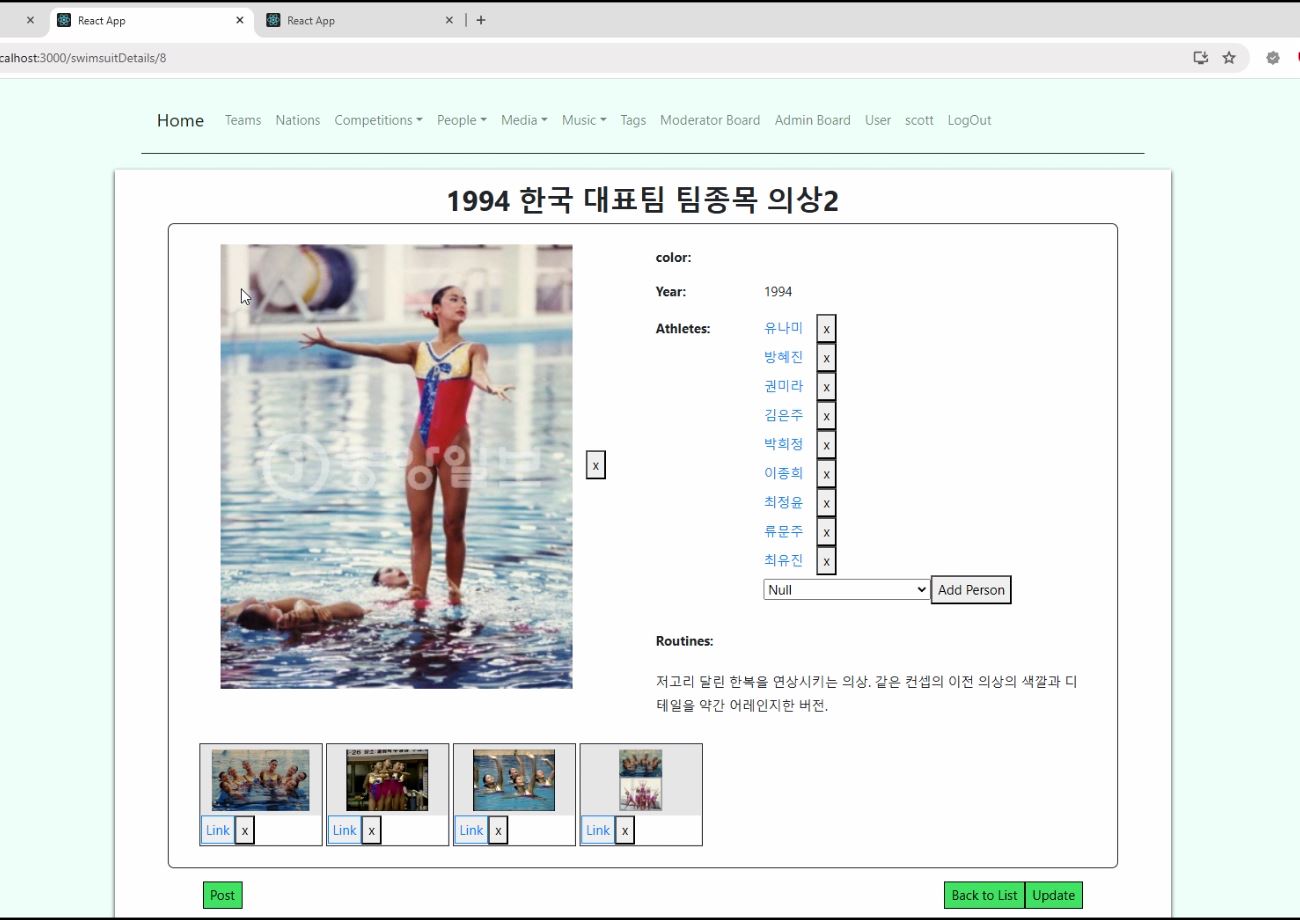 React App
React App
calhost:3000/swimsuitDetails/8
Home Teams Nations Competitions People Media Music Tags Moderator Board Admin Board User scott LogOut
1994 한국 대표팀 팀종목 의상2
color:
Year: 1994
Athletes: 유나미 x
방혜진 x
권미라 x
김은주 x
박희정 x
이종희 x
최정윤 x
류문주 x
최유진 x
Null Add Person
중앙일보
x
Routines:
저고리 달린 한복을 연상시키는 의상. 같은 컨셉의 이전 의상의 색깔과 디
테일을 약간 어레인지한 버전.
Link x Link x Link x Link x
Post Back to List Update